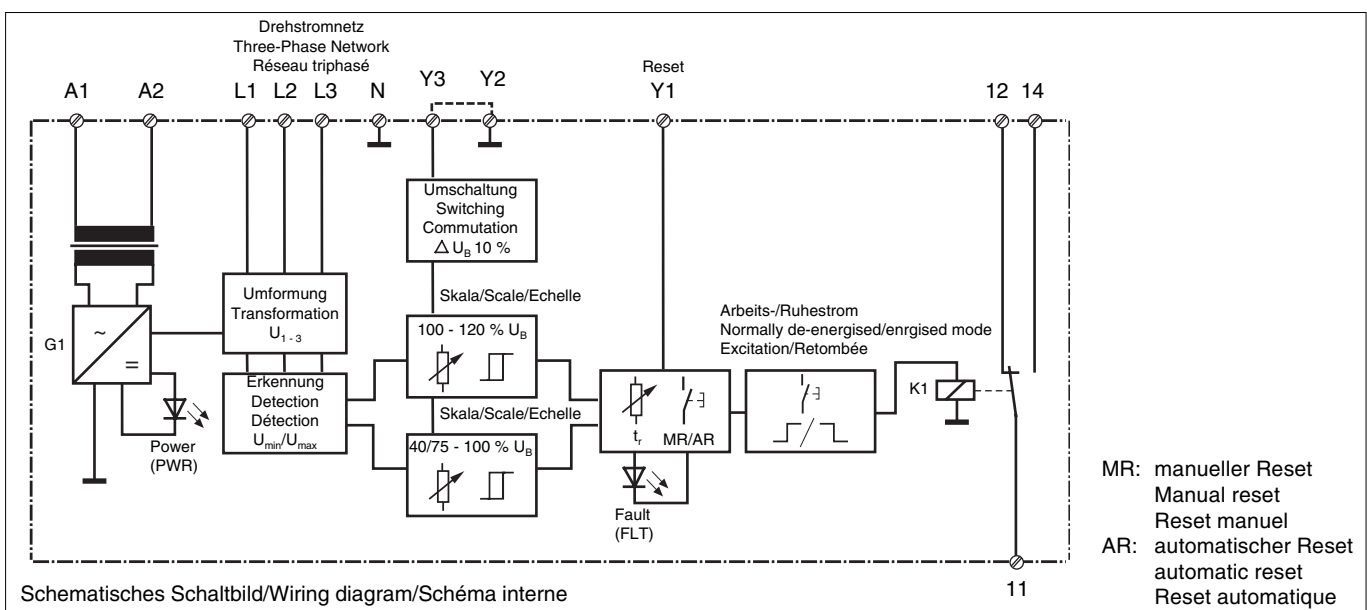 Drehstromnetz
Three-Phase Network
Réseau triphasé
Reset
A1 A2 L1 L2 L3 N Y3 Y2 Y1 12 14
Umschaltung
Switching
Commutation
△ U_B 10 %
Umformung
Transformation
U_1 - 3
Skala/Scale/Echelle
100 - 120 % U_B
Arbeits-/Ruhestrom
Normally de-energised/enrgised mode
Excitation/Retombée
G1
~
=
Erkennung
Detection
Détection
U_min/U_max
Skala/Scale/Echelle
40/75 - 100 % U_B
t_r MR/AR
K1
Power
(PWR)
Fault
(FLT)
MR: manueller Reset
Manual reset
Reset manuel
AR: automatischer Reset
automatic reset
Reset automatique
11
Schematisches Schaltbild/Wiring diagram/Schéma interne